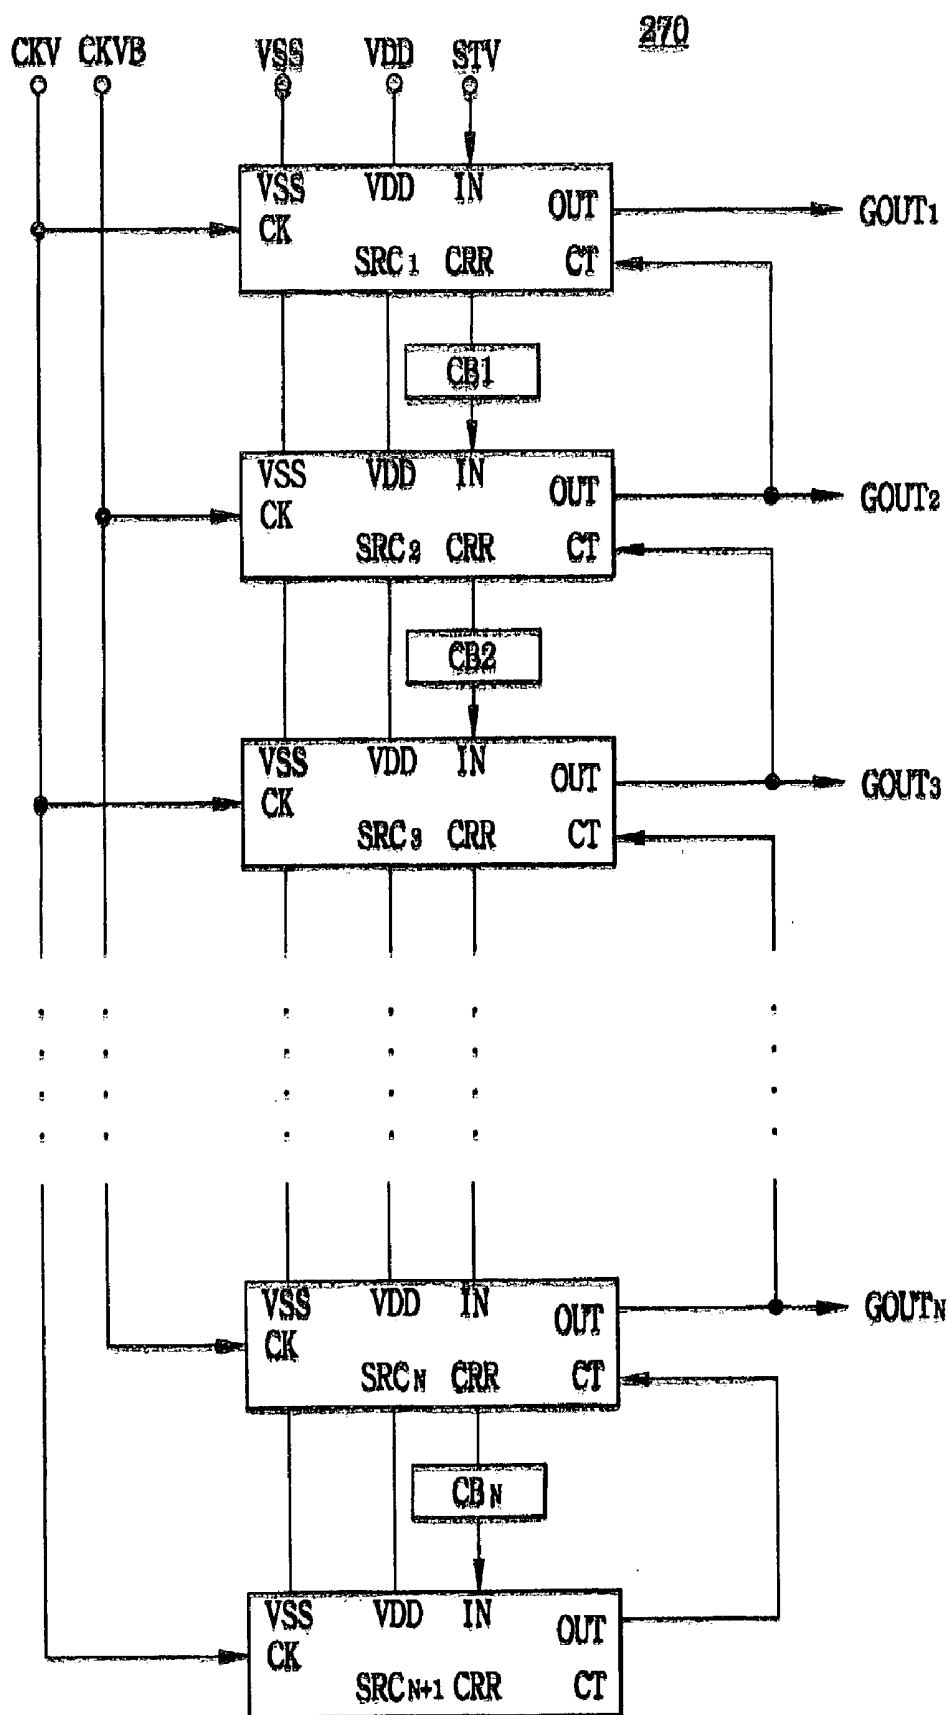 270
CKV CKVB VSS VDD STV
VSS VDD IN
OUT
GOUT1
CK
SRC1 CRR CT
CB1
VSS VDD IN
OUT
GOUT2
CK
SRC2 CRR CT
CB2
VSS VDD IN
OUT
GOUT3
CK
SRC3 CRR CT
VSS VDD IN
OUT
GOUTN
CK
SRCN CRR CT
CBN
VSS VDD IN
OUT
CK
SRCN+1 CRR CT